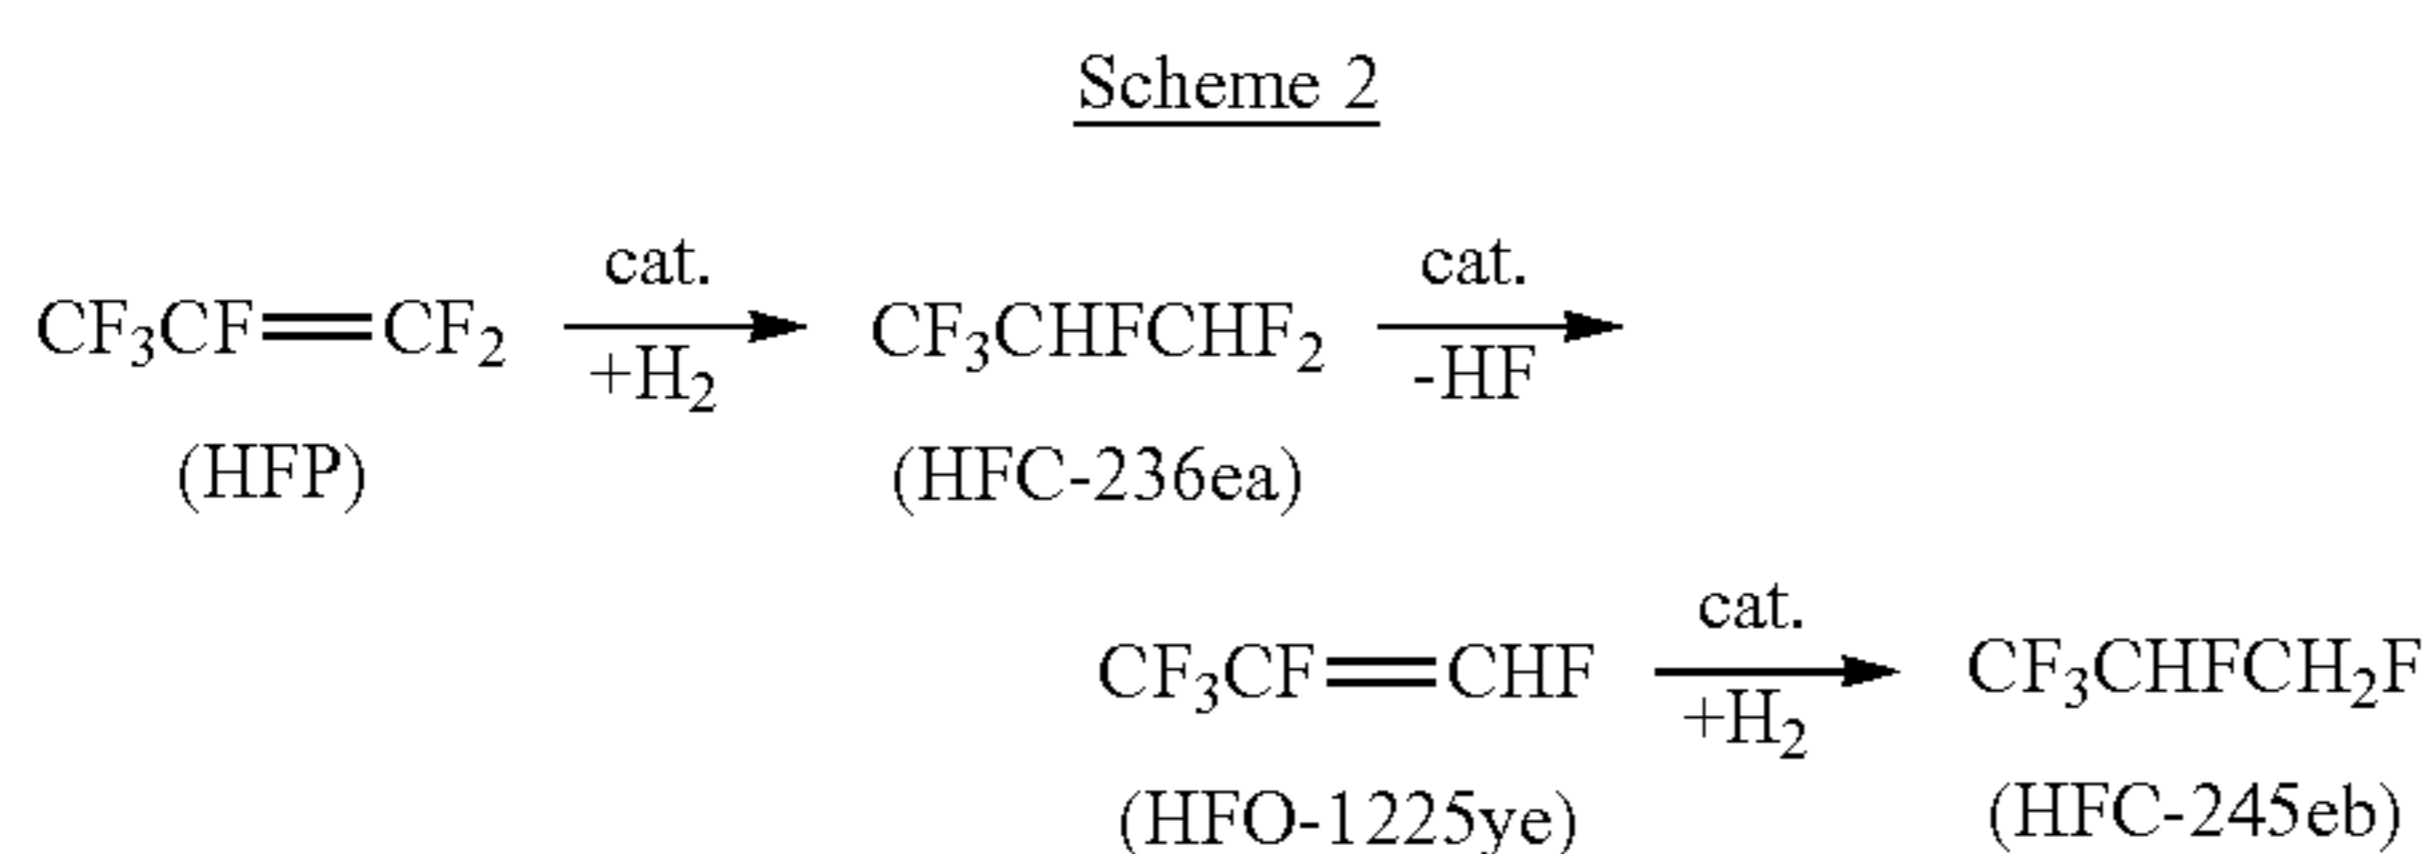 Scheme 2
cat. cat.
CF₃CF=CF₂ CF₃CHFCHF₂
+H₂ -HF
(HFP) (HFC-236ea)
cat.
CF₃CF=CHF CF₃CHFCH₂F
+H₂
(HFO-1225ye) (HFC-245eb)